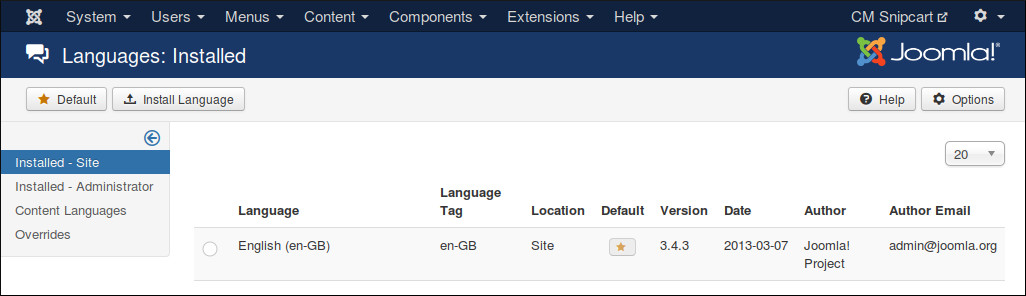 System Users Menus Content Components Extensions Help CM Snipcart
Languages: Installed Joomla!®
Default Install Language Help Options
Installed - Site
Installed - Administrator
Content Languages
Overrides
20
Language Language Tag Location Default Version Date Author Author Email
English (en-GB) en-GB Site 3.4.3 2013-03-07 Joomla! Project admin@joomla.org